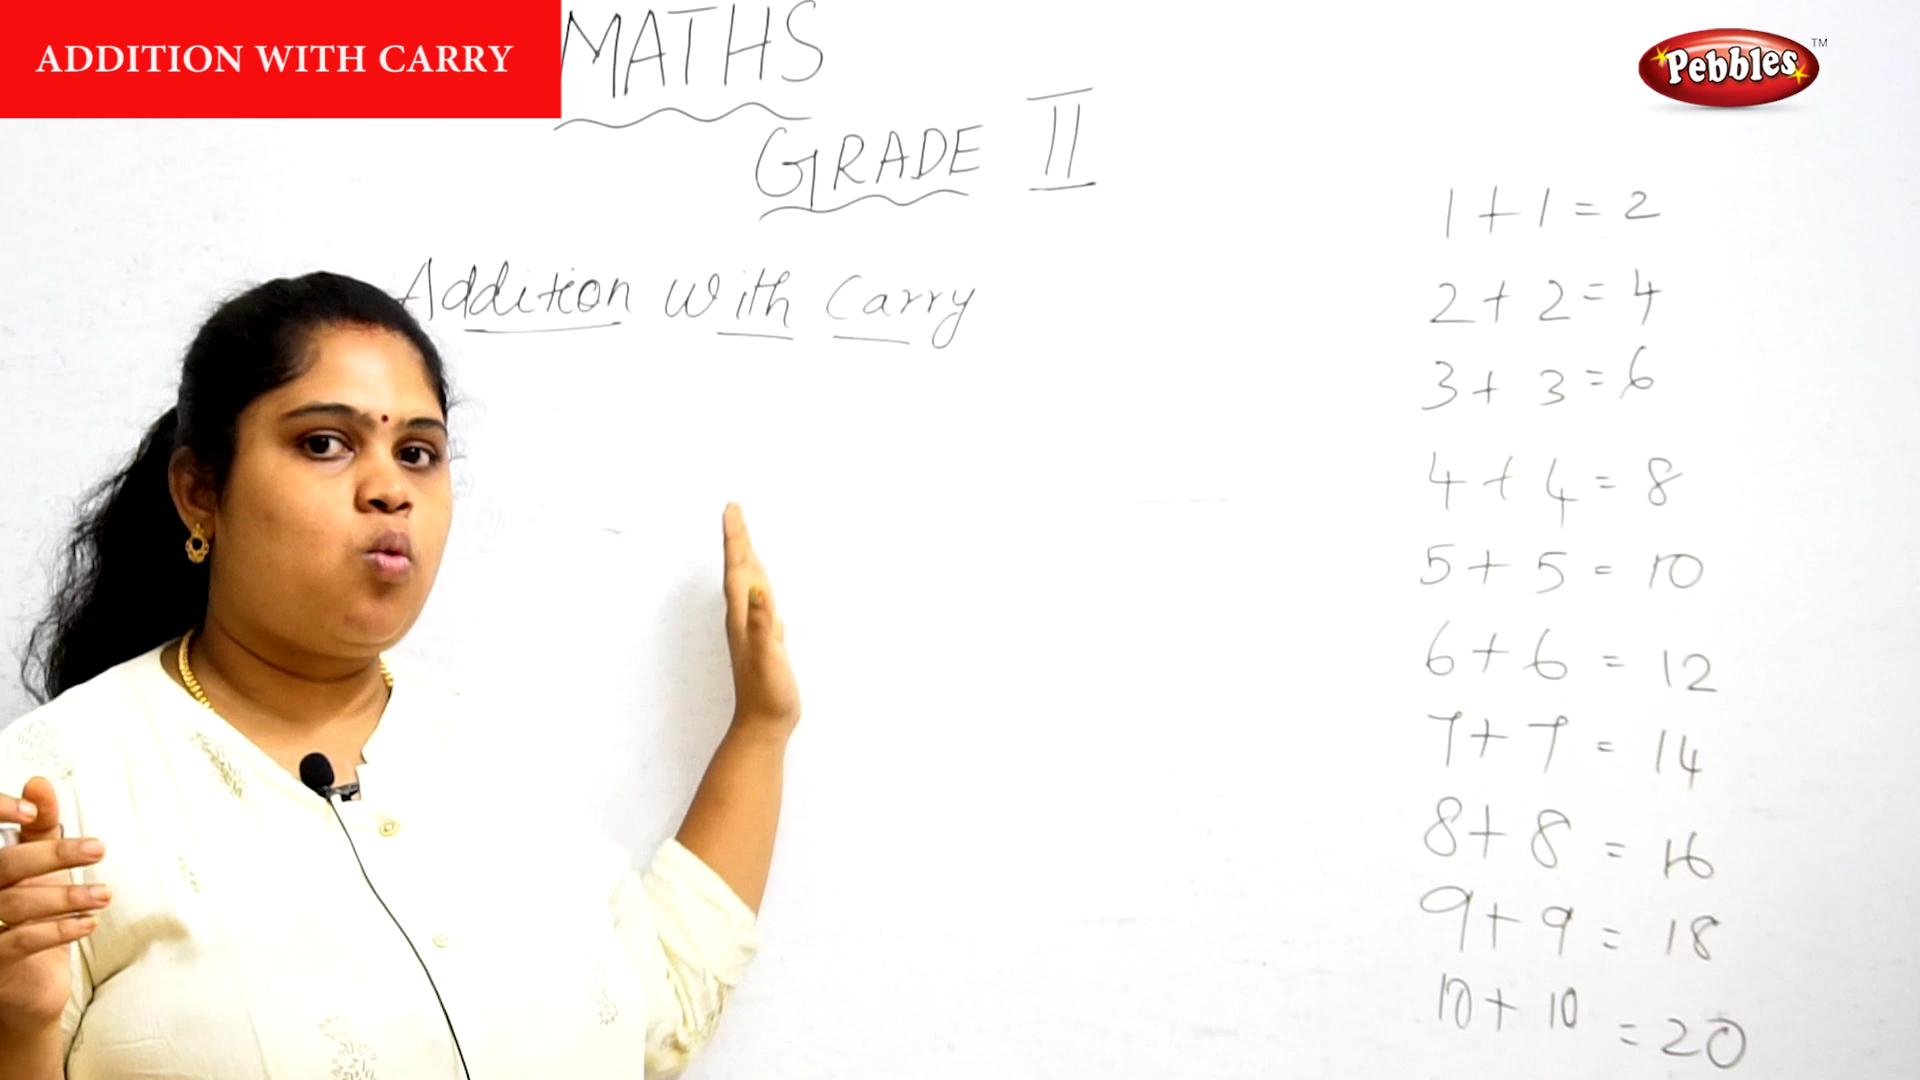 ADDITION WITH CARRY
MATHS
Pebbles TM
GRADE II
Addition With Carry
1 + 1 = 2
2 + 2 = 4
3 + 3 = 6
4 + 4 = 8
5 + 5 = 10
6 + 6 = 12
7 + 7 = 14
8 + 8 = 16
9 + 9 = 18
10 + 10 = 20